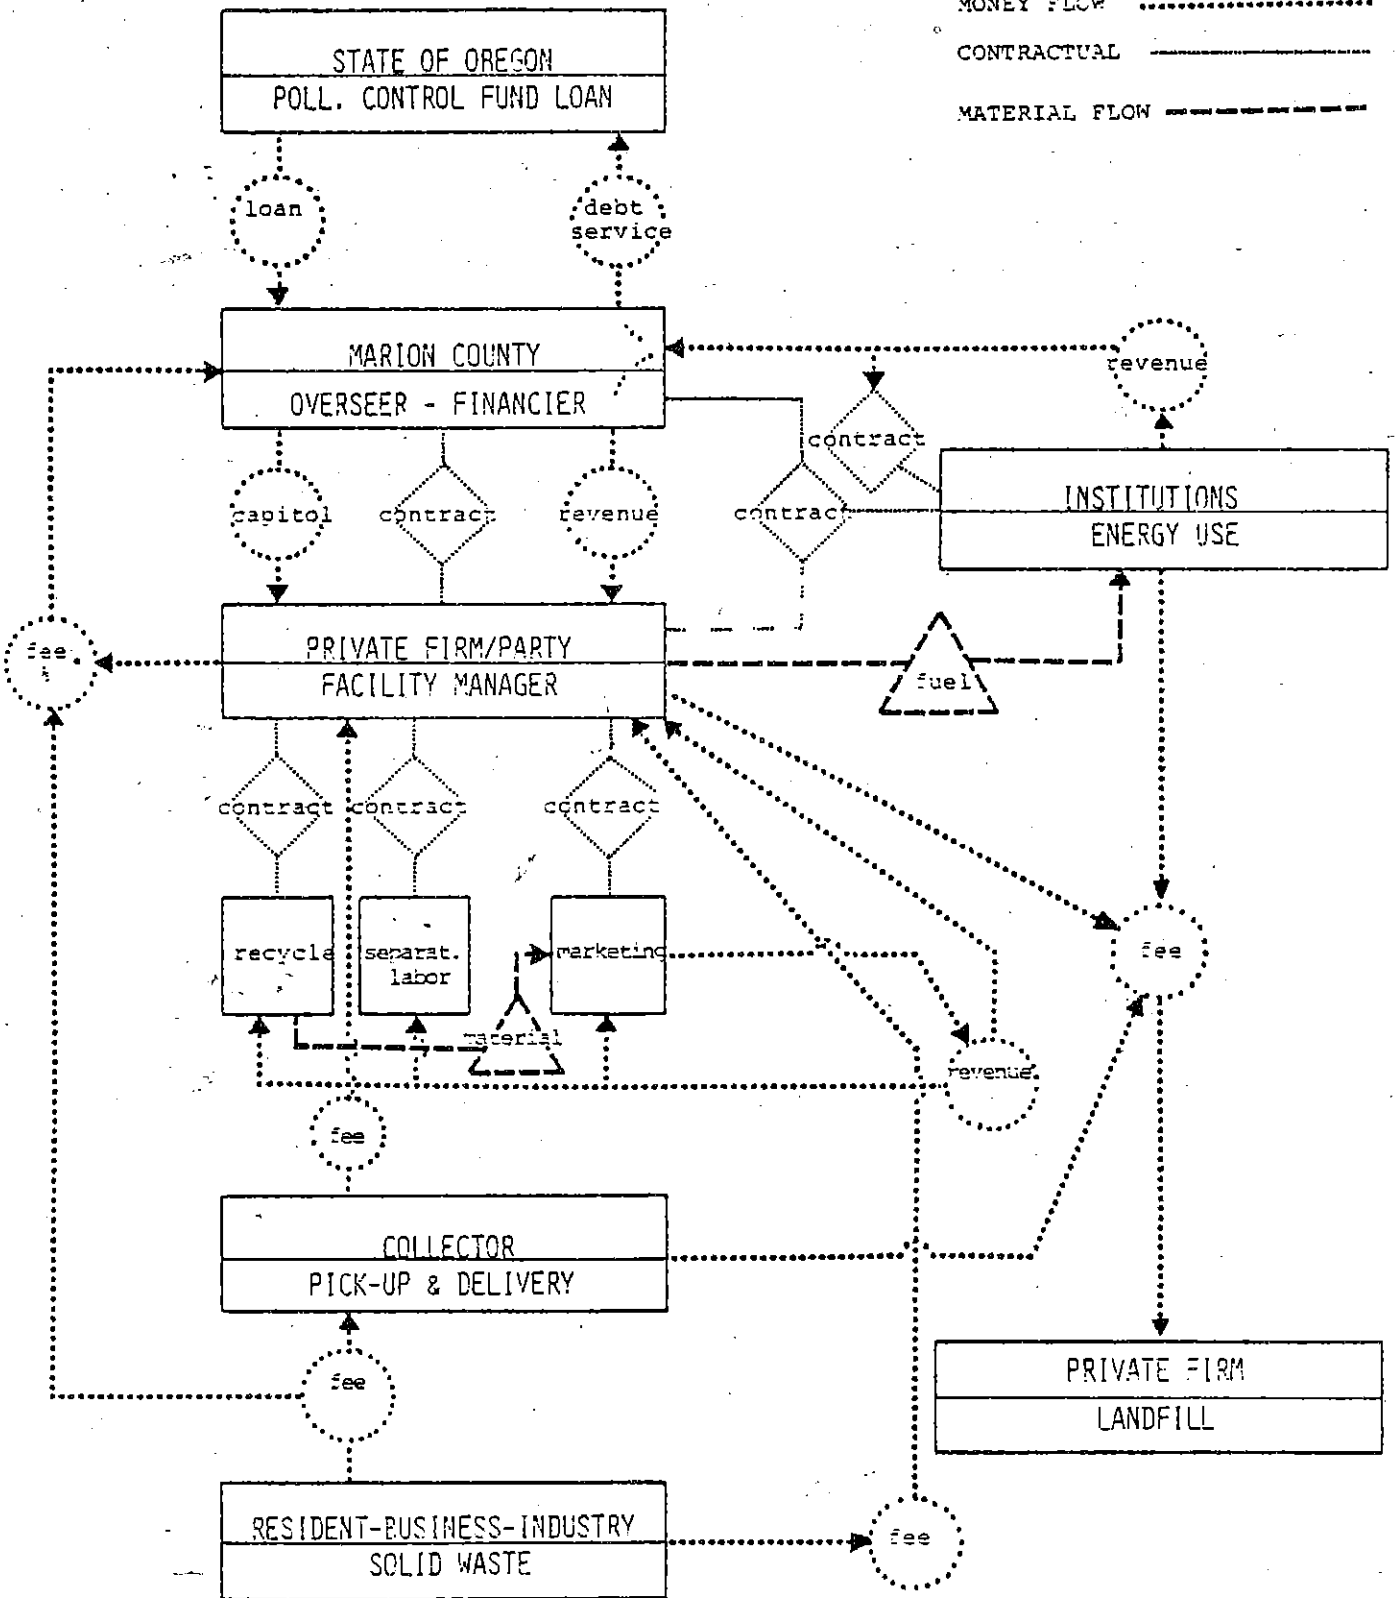 MONEY FLOW
STATE OF OREGON
CONTRACTUAL
POLL. CONTROL FUND LOAN
MATERIAL FLOW
loan
debt
service
MARION COUNTY
revenue
OVERSEER - FINANCIER
contract
INSTITUTIONS
capitol
contract
revenue
contract
ENERGY USE
PRIVATE FIRM/PARTY
fee
FACILITY MANAGER
fuel
contract
contract
contract
recycle
separat.
labor
marketing
fee
material
revenue
fee
COLLECTOR
PICK-UP & DELIVERY
PRIVATE FIRM
fee
LANDFILL
RESIDENT-BUSINESS-INDUSTRY
fee
SOLID WASTE